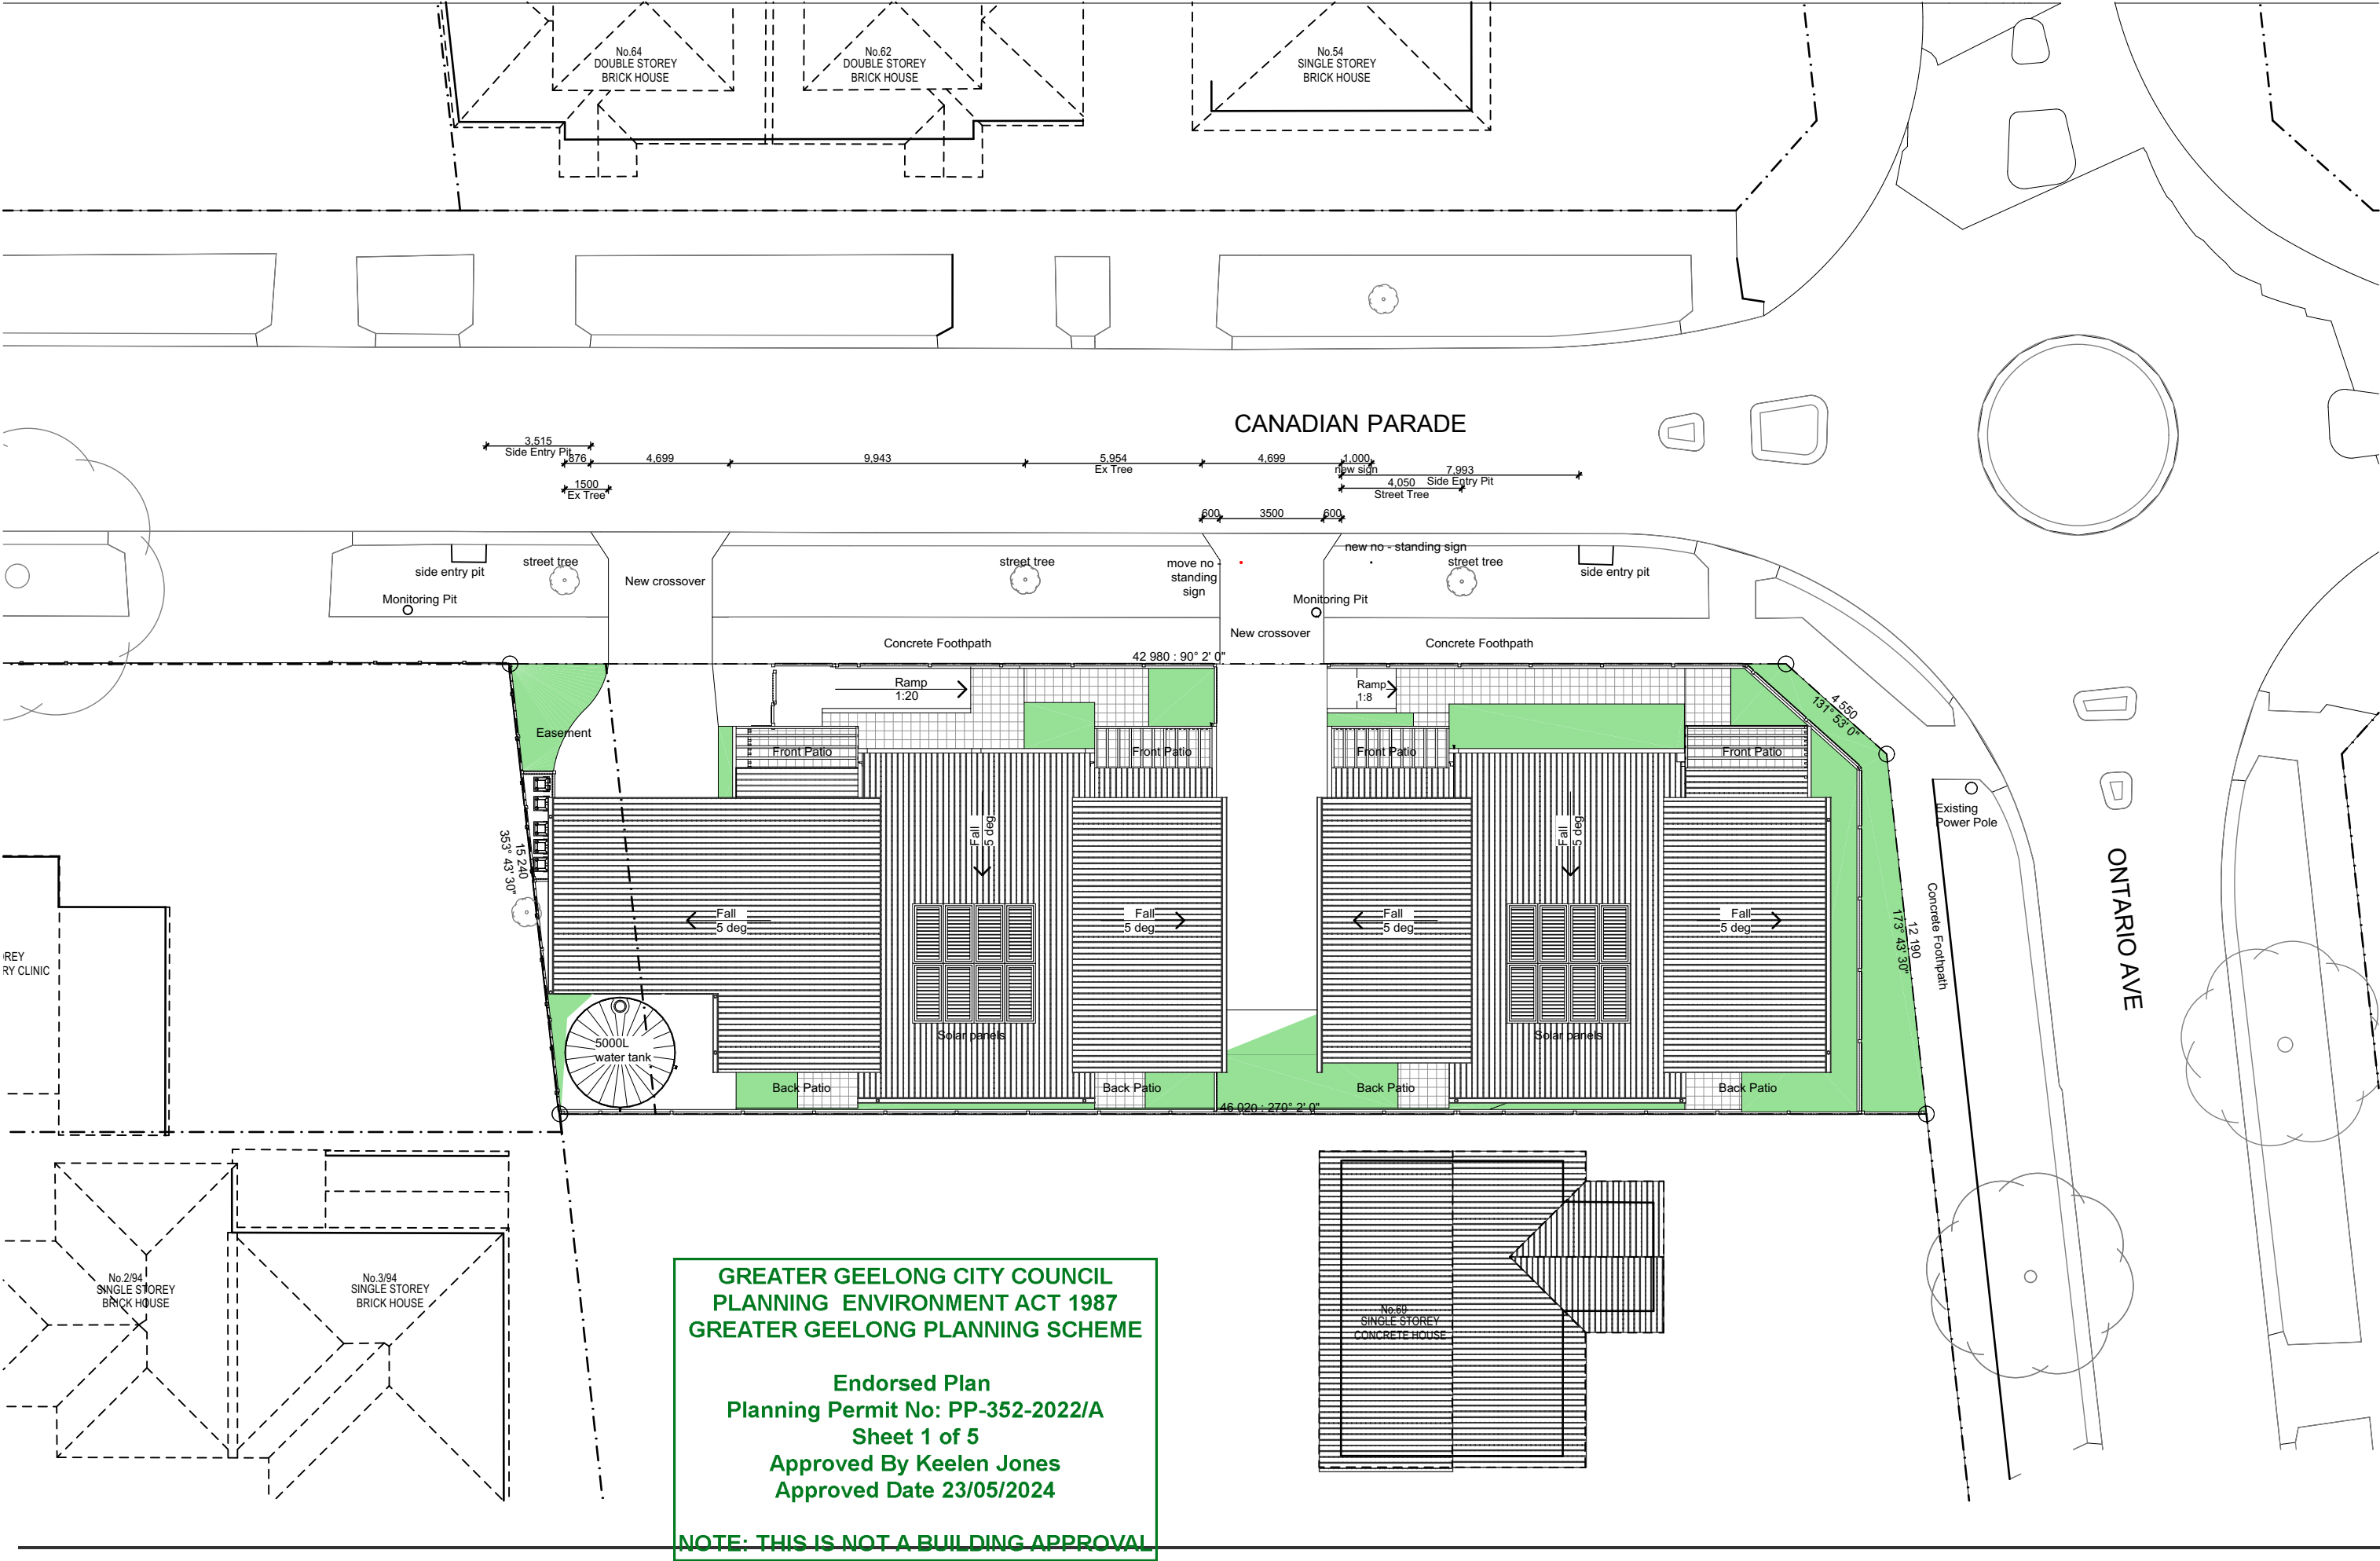 No.64
DOUBLE STOREY
BRICK HOUSE
No.62
DOUBLE STOREY
BRICK HOUSE
No.54
SINGLE STOREY
BRICK HOUSE
CANADIAN PARADE
3,515
Side Entry Pit
876
4,699
9,943
5,954
Ex Tree
4,699
1,000
new sign
7,993
Side Entry Pit
1500
Ex Tree
4,050
Street Tree
600
3500
600
side entry pit
street tree
New crossover
Monitoring Pit
street tree
move no -
standing
sign
new no - standing sign
street tree
side entry pit
Monitoring Pit
New crossover
Concrete Foothpath
Concrete Foothpath
42 980 : 90° 2' 0"
Ramp
1:20
Ramp
1:8
4 550
131° 53' 0"
Easement
Front Patio
Front Patio
Front Patio
Front Patio
Existing
Power Pole
15 240
353° 43' 30"
Fall
5 deg
Fall
5 deg
ONTARIO AVE
Concrete Foothpath
12 190
173° 43' 30"
Fall
5 deg
Fall
5 deg
Fall
5 deg
Fall
5 deg
RY CLINIC
Solar panels
Solar panels
5000L
water tank
Back Patio
Back Patio
Back Patio
Back Patio
46 020 : 270° 2' 0"
No.2/94
SINGLE STOREY
BRICK HOUSE
No.3/94
SINGLE STOREY
BRICK HOUSE
No.69
SINGLE STOREY
CONCRETE HOUSE
GREATER GEELONG CITY COUNCIL
PLANNING ENVIRONMENT ACT 1987
GREATER GEELONG PLANNING SCHEME
Endorsed Plan
Planning Permit No: PP-352-2022/A
Sheet 1 of 5
Approved By Keelen Jones
Approved Date 23/05/2024
NOTE: THIS IS NOT A BUILDING APPROVAL